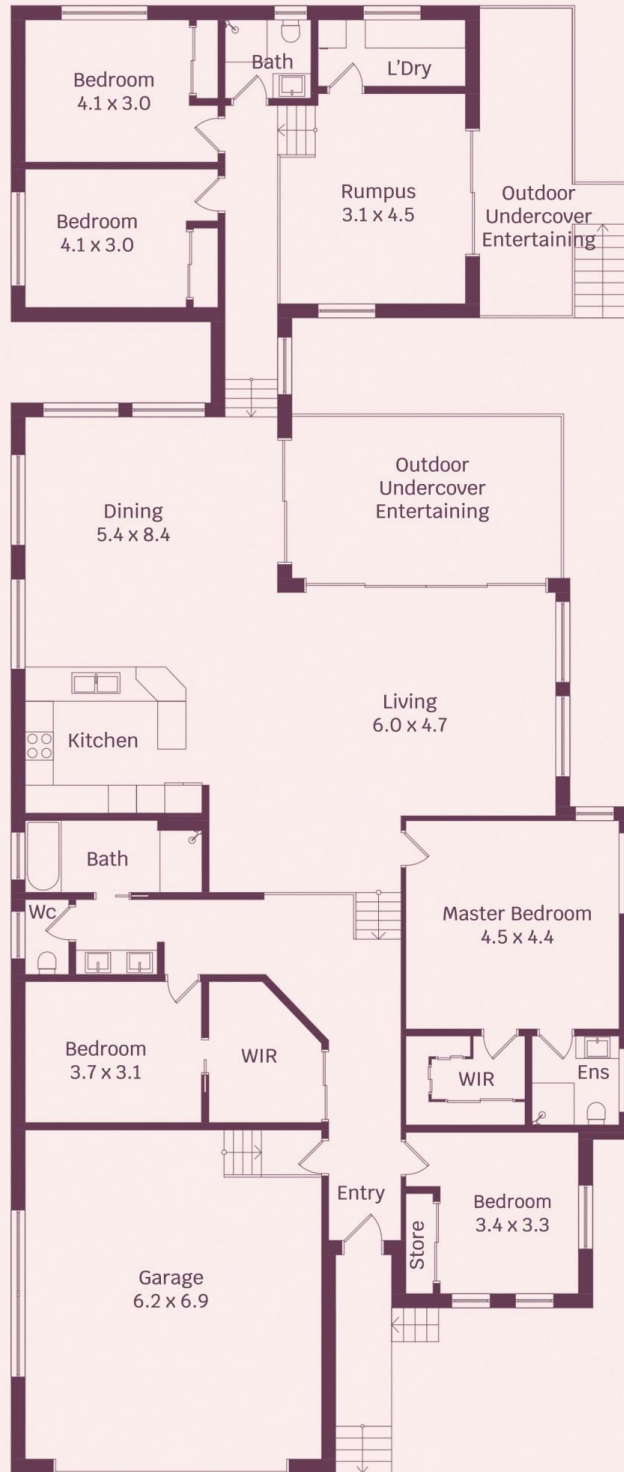 Bath
L'Dry
Bedroom
4.1 x 3.0
Rumpus
3.1 x 4.5
Outdoor
Undercover
Entertaining
Bedroom
4.1 x 3.0
Outdoor
Undercover
Entertaining
Dining
5.4 x 8.4
Living
6.0 x 4.7
Kitchen
Bath
Wc
Master Bedroom
4.5 x 4.4
Bedroom
3.7 x 3.1
WIR
WIR
Ens
Entry
Bedroom
3.4 x 3.3
Store
Garage
6.2 x 6.9